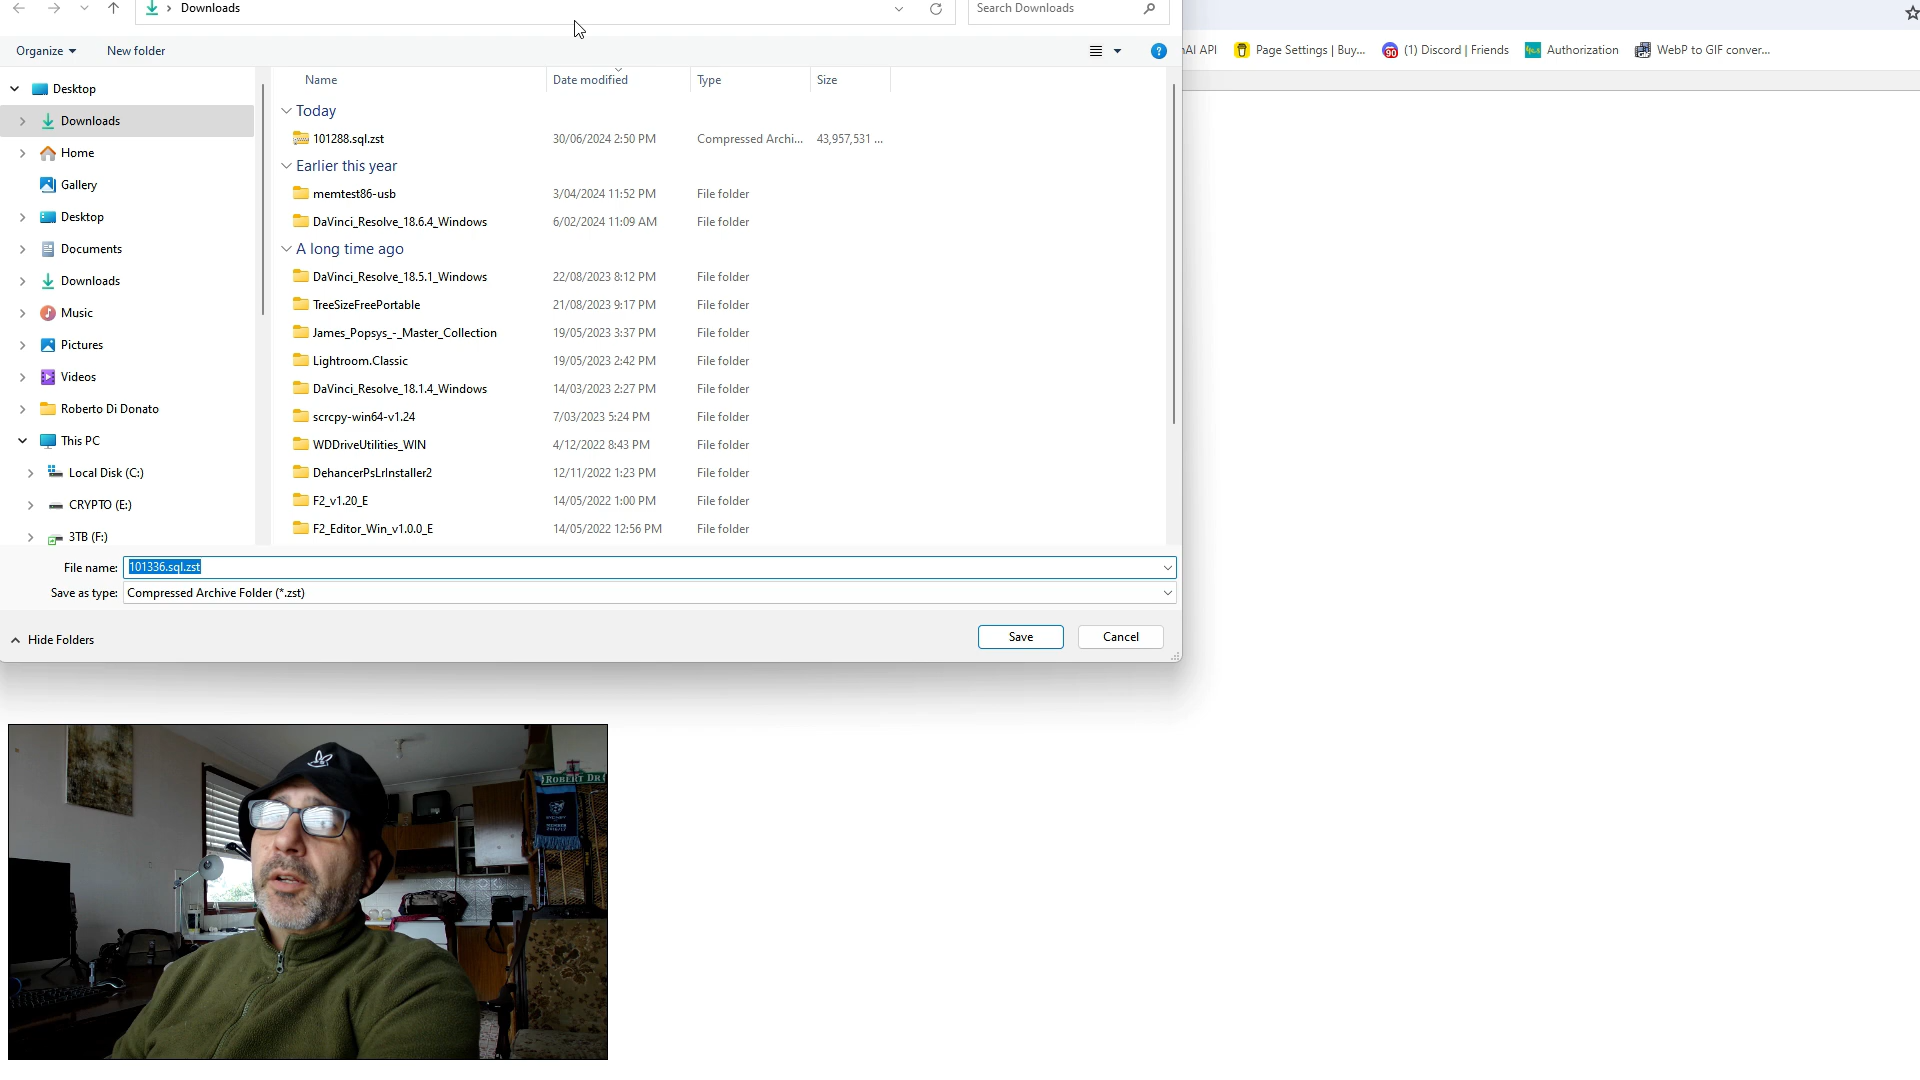 Downloads
Search Downloads
Organize
New folder
?
nAI API
Page Settings | Buy...
90
(1) Discord | Friends
Authorization
WebP to GIF conver...
Name
Date modified
Type
Size
Desktop
Downloads
Home
Gallery
Desktop
Documents
Downloads
Music
Pictures
Videos
Roberto Di Donato
This PC
Local Disk (C:)
CRYPTO (E:)
3TB (F:)
Today
101288.sql.zst 30/06/2024 2:50 PM Compressed Archi... 43,957,531 ...
Earlier this year
memtest86-usb 3/04/2024 11:52 PM File folder
DaVinci_Resolve_18.6.4_Windows 6/02/2024 11:09 AM File folder
A long time ago
DaVinci_Resolve_18.5.1_Windows 22/08/2023 8:12 PM File folder
TreeSizeFreePortable 21/08/2023 9:17 PM File folder
James_Popsys_-_Master_Collection 19/05/2023 3:37 PM File folder
Lightroom.Classic 19/05/2023 2:42 PM File folder
DaVinci_Resolve_18.1.4_Windows 14/03/2023 2:27 PM File folder
scrcpy-win64-v1.24 7/03/2023 5:24 PM File folder
WDDriveUtilities_WIN 4/12/2022 8:43 PM File folder
DehancerPsLrInstaller2 12/11/2022 1:23 PM File folder
F2_v1.20_E 14/05/2022 1:00 PM File folder
F2_Editor_Win_v1.0.0_E 14/05/2022 12:56 PM File folder
File name: 101336.sql.zst
Save as type: Compressed Archive Folder (*.zst)
Hide Folders
Save
Cancel
ROBERT DR